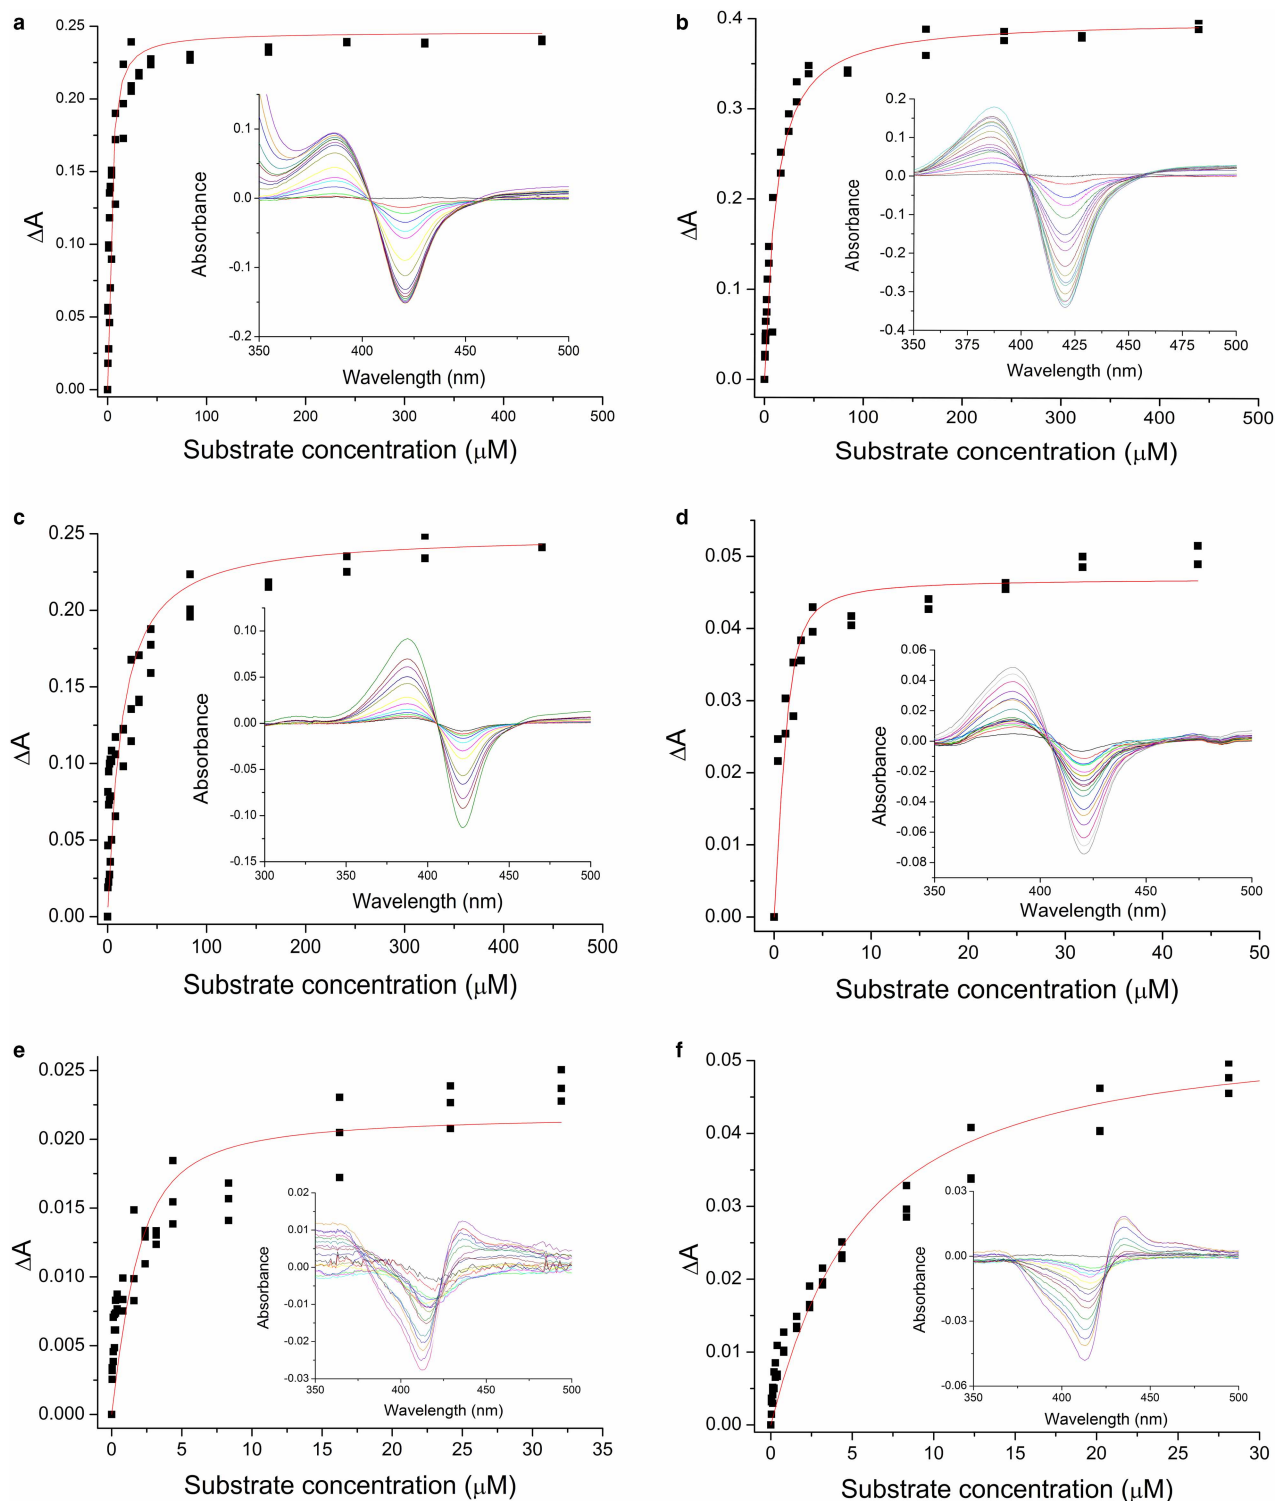 a
0.25
0.20
0.15
0.10
0.05
0.00
ΔA
0 100 200 300 400 500
Substrate concentration (μM)
0.1
0.0
-0.1
-0.2
Absorbance
350 400 450 500
Wavelength (nm)
b
0.4
0.3
0.2
0.4
0.1
0.0
ΔA
0 100 200 300 400 500
Substrate concentration (μM)
0.2
0.1
0.0
-0.1
-0.2
-0.3
-0.4
Absorbance
350 375 400 425 450 475 500
Wavelength (nm)
c
0.25
0.20
0.15
0.10
0.05
0.00
ΔA
0 100 200 300 400 500
Substrate concentration (μM)
0.10
0.05
0.00
-0.05
-0.10
-0.15
Absorbance
300 350 400 450 500
Wavelength (nm)
d
0.05
0.04
0.03
0.02
0.01
0.00
ΔA
0 10 20 30 40 50
Substrate concentration (μM)
0.06
0.04
0.02
0.00
-0.02
-0.04
-0.06
-0.08
Absorbance
350 400 450 500
Wavelength (nm)
e
0.025
0.020
0.015
0.010
0.005
0.000
ΔA
0 5 10 15 20 25 30 35
Substrate concentration (μM)
0.02
0.01
0.00
-0.01
-0.02
-0.03
Absorbance
350 400 450 500
Wavelength (nm)
f
0.05
0.04
0.03
0.02
0.01
0.00
ΔA
0 5 10 15 20 25 30
Substrate concentration (μM)
0.03
0.00
-0.03
-0.06
Absorbance
350 400 450 500
Wavelength (nm)